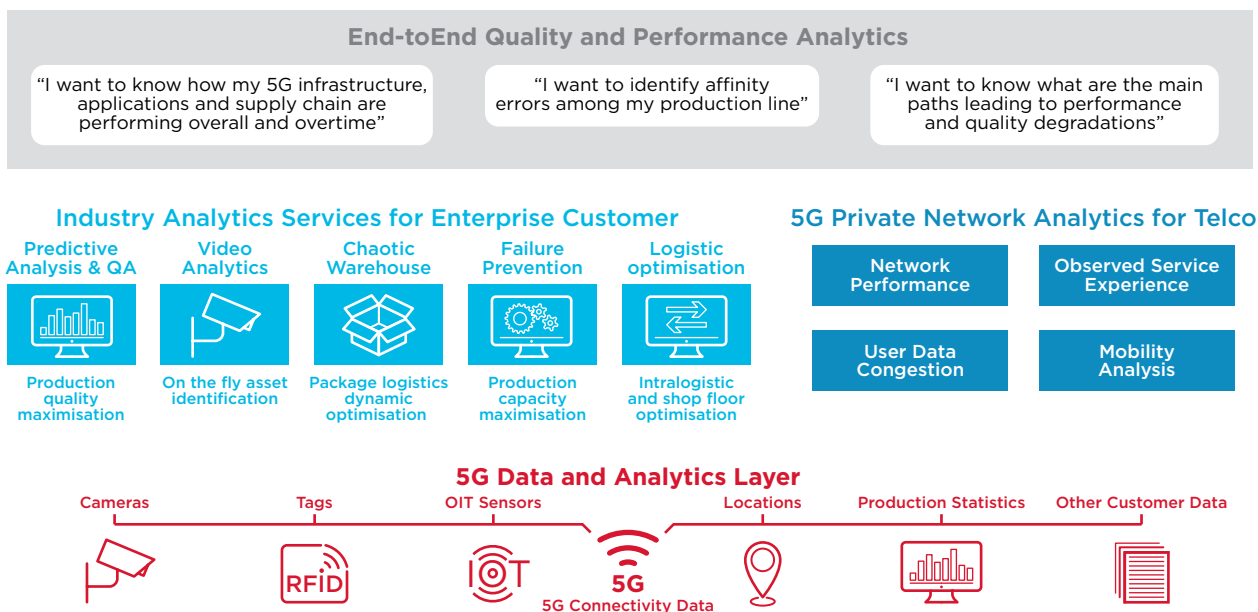 End-toEnd Quality and Performance Analytics
“I want to know how my 5G infrastructure,
applications and supply chain are
performing overall and overtime”
“I want to identify affinity
errors among my production line”
“I want to know what are the main
paths leading to performance
and quality degradations”
Industry Analytics Services for Enterprise Customer
Predictive
Analysis & QA
Production
quality
maximisation
Video
Analytics
On the fly asset
identification
Chaotic
Warehouse
Package logistics
dynamic
optimisation
Failure
Prevention
Production
capacity
maximisation
Logistic
optimisation
Intralogistic
and shop floor
optimisation
5G Private Network Analytics for Telco
Network
Performance
Observed Service
Experience
User Data
Congestion
Mobility
Analysis
5G Data and Analytics Layer
Cameras
Tags
RFiD
OIT Sensors
IOT
5G
5G Connectivity Data
Locations
Production Statistics
Other Customer Data